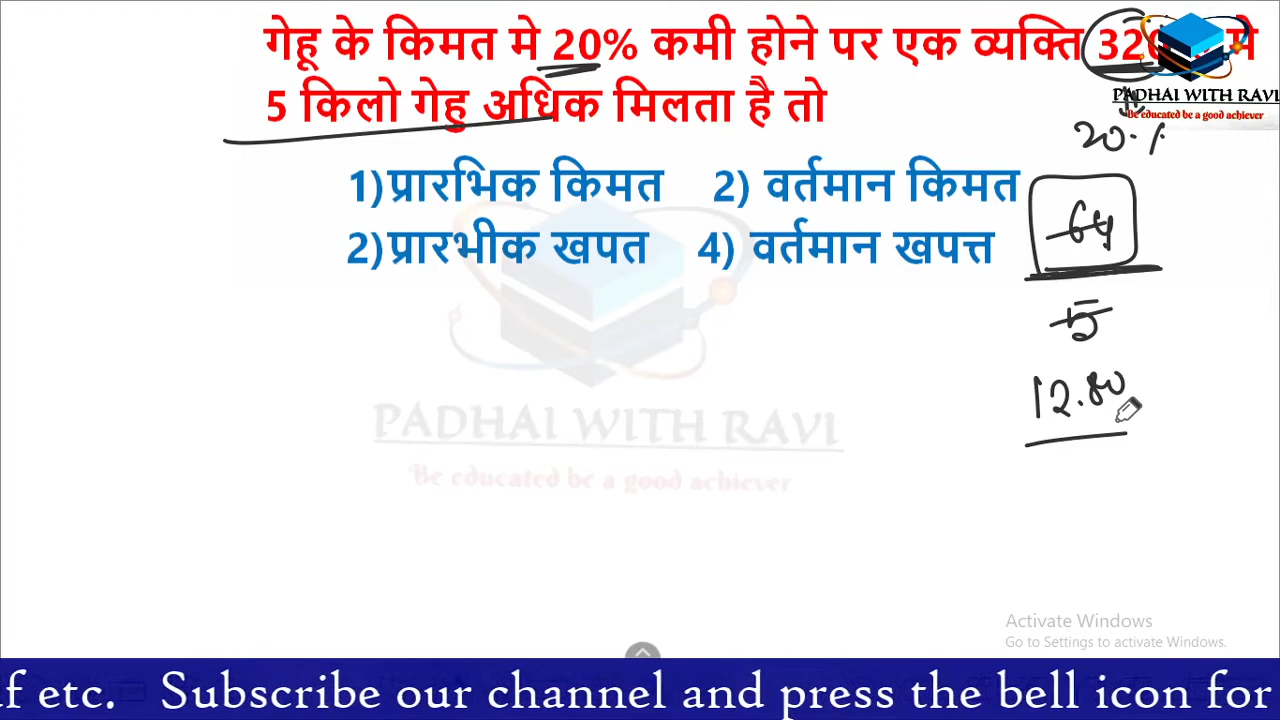 गेहू के किमत मे 20% कमी होने पर एक व्यक्ति मे
5 किलो गेहु अधिक मिलता है तो
1)प्रारभिक किमत 2) वर्तमान किमत
2)प्रारभीक खपत 4) वर्तमान खपत्त
PADHAI WITH RAVI
Be educated be a good achiever
20%
64
5
12.80
PADHAI WITH RAVI
Be educated be a good achiever
Activate Windows
Go to Settings to activate Windows.
f etc. Subscribe our channel and press the bell icon for